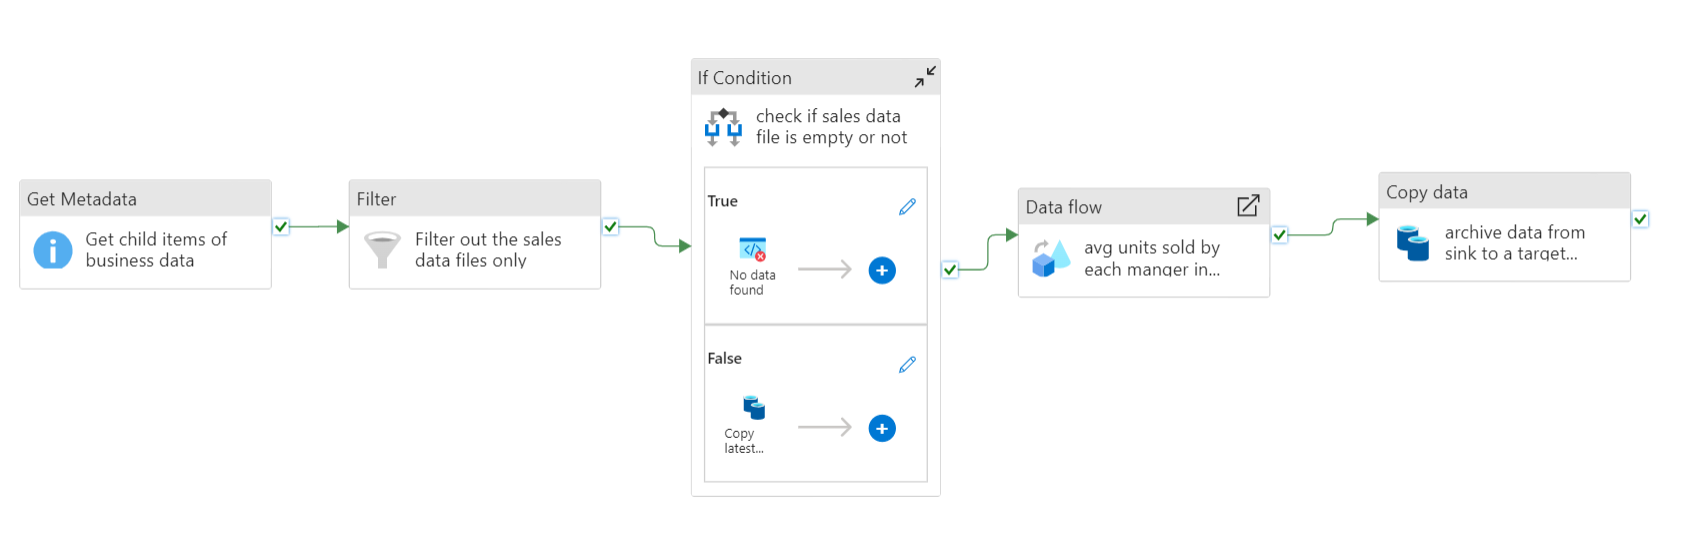 Get Metadata
Get child items of
business data
Filter
Filter out the sales
data files only
If Condition
check if sales data
file is empty or not
True
No data
found
False
Copy
latest...
Data flow
avg units sold by
each manger in...
Copy data
archive data from
sink to a target...